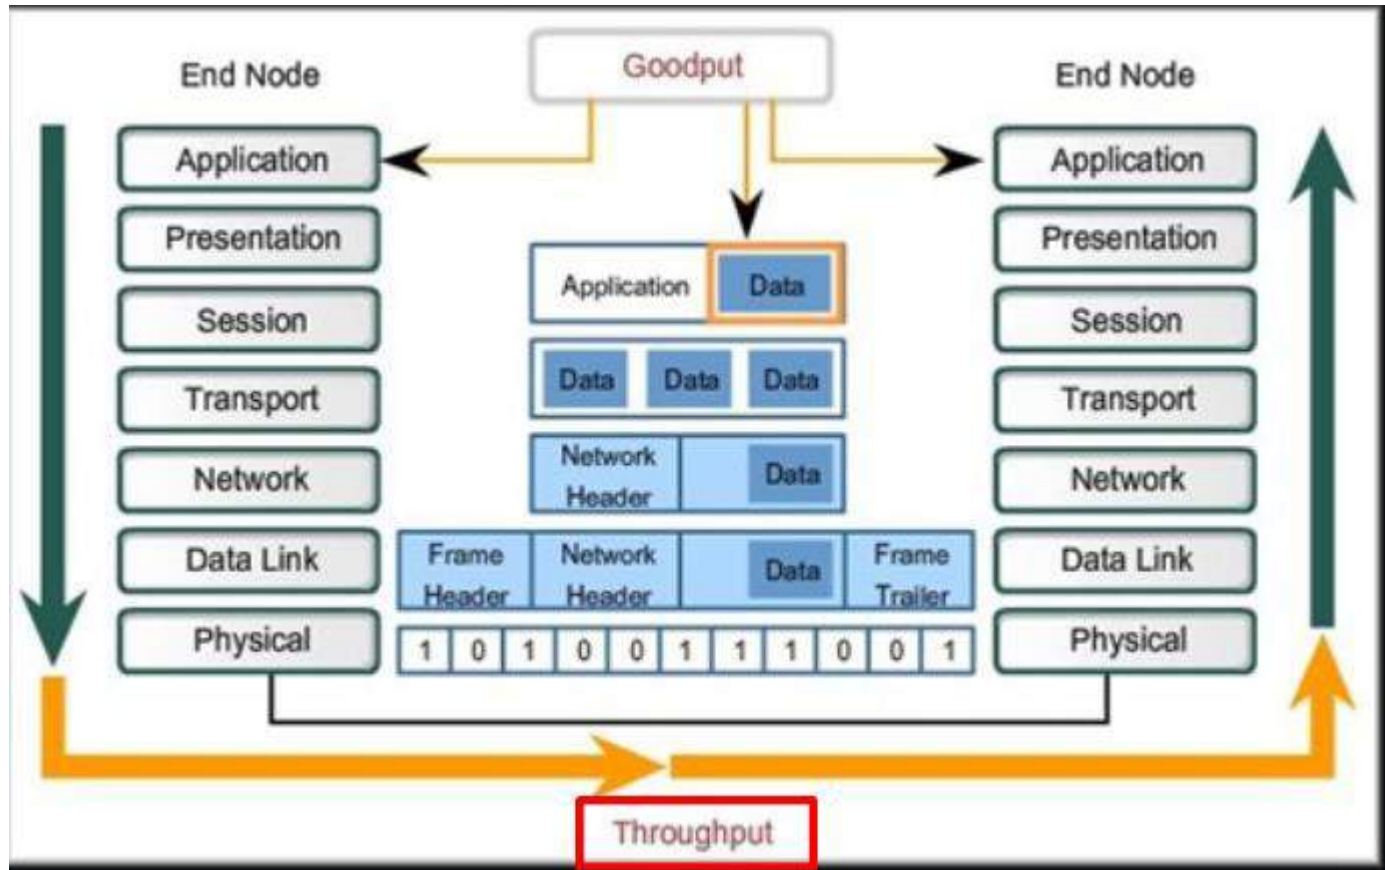 End Node
Goodput
End Node
Application
Application
Presentation
Presentation
Application Data
Session
Session
Data Data Data
Transport
Transport
Network
Header
Data
Network
Network
Frame
Header
Network
Header
Data
Frame
Trailer
Data Link
Data Link
Physical
Physical
1 0 1 0 0 1 1 1 0 0 1
Throughput